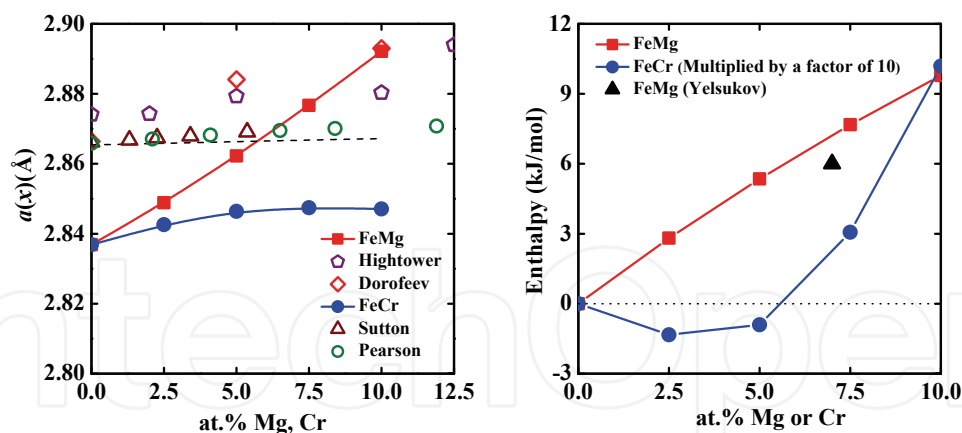 2.90
2.88
2.86
2.84
2.82
2.80
a(x)(Å)
FeMg
Hightower
Dorofeev
FeCr
Sutton
Pearson
0.0 2.5 5.0 7.5 10.0 12.5
at.% Mg, Cr
12
9
6
3
0
-3
Enthalpy (kJ/mol)
FeMg
FeCr (Multiplied by a factor of 10)
FeMg (Yelsukov)
0.0 2.5 5.0 7.5 10.0
at.% Mg or Cr
ntechOpe